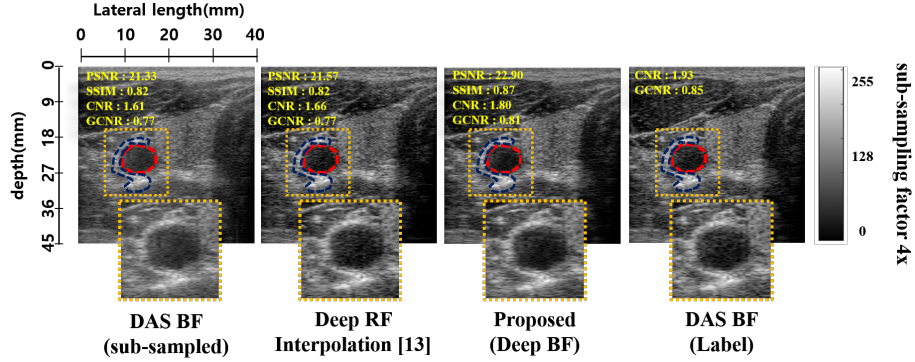 Lateral length(mm)
0 10 20 30 40
depth(mm)
0
9
18
27
36
45
PSNR : 21.33
SSIM : 0.82
CNR : 1.61
GCNR : 0.77
PSNR : 21.57
SSIM : 0.82
CNR : 1.66
GCNR : 0.77
PSNR : 22.90
SSIM : 0.87
CNR : 1.80
GCNR : 0.81
CNR : 1.93
GCNR : 0.85
255
128
0
sub-sampling factor 4x
DAS BF
(sub-sampled)
Deep RF
Interpolation [13]
Proposed
(Deep BF)
DAS BF
(Label)